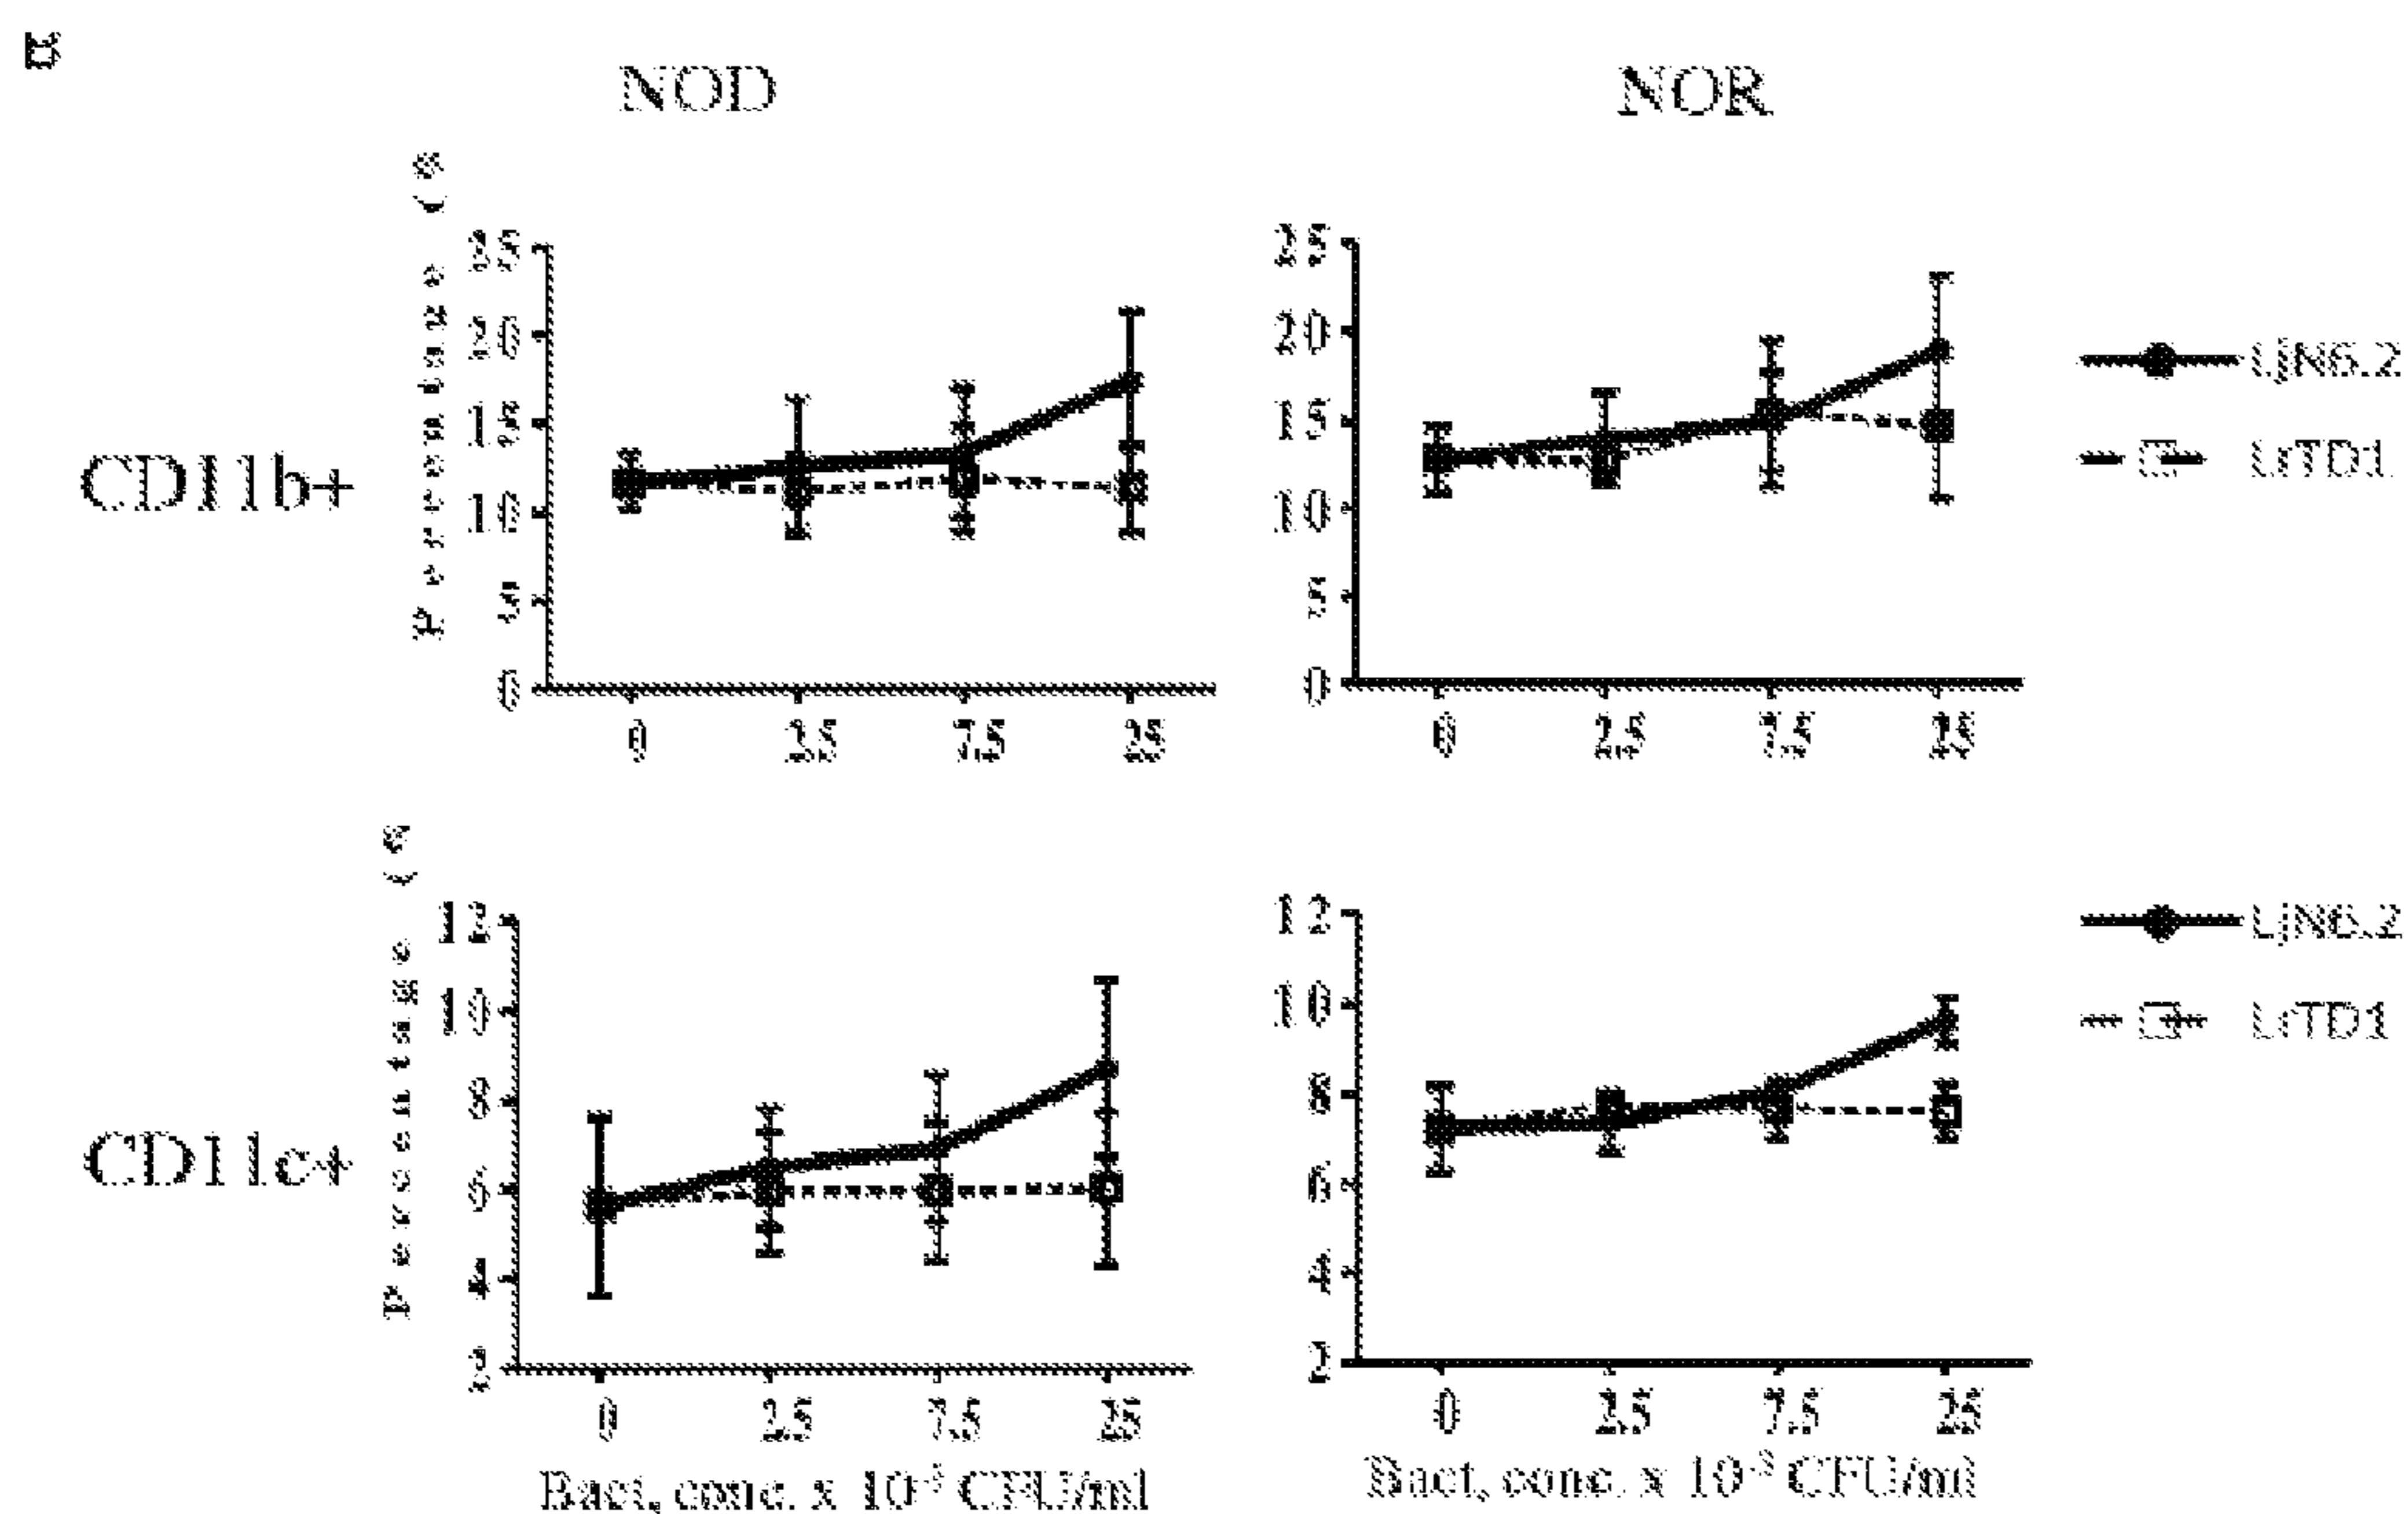 NOD NOR
Percentage (%
25 25
20 20
15 15
10 10
5 5
0 0
CD11b+
LjN6.2
LrTD1
0 2.5 7.5 25 0 2.5 7.5 25
Percentage (%
12 12
10 10
8 8
6 6
4 4
2 2
CD11c+
LjN6.2
LrTD1
0 2.5 7.5 25 0 2.5 7.5 25
Bact, conc. x 10 CFU/ml Bact, conc. x 10 CFU/ml